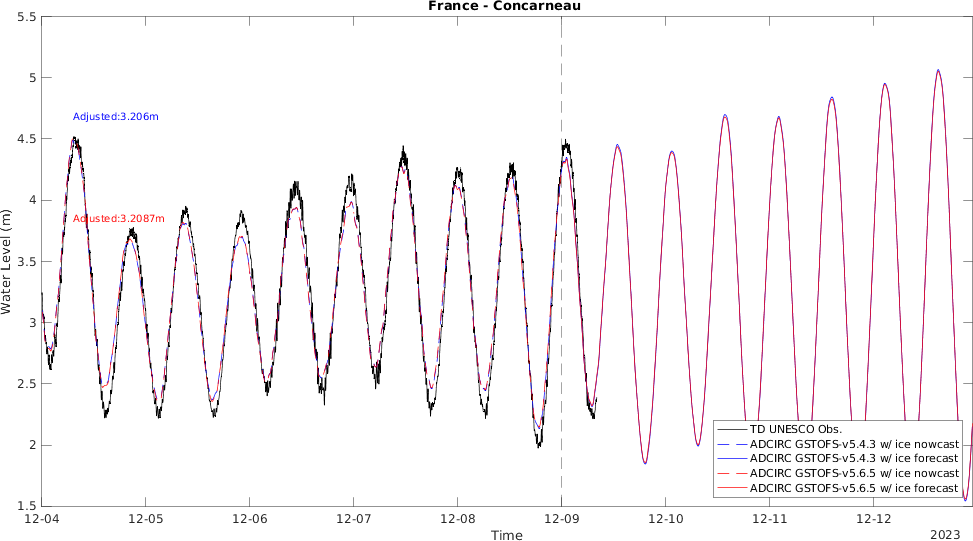 France - Concarneau
5.5
5
4.5
4
3.5
3
2.5
2
1.5
Water Level (m)
Adjusted:3.206m
Adjusted:3.2087m
TD UNESCO Obs.
ADCIRC GSTOFS-v5.4.3 w/ ice nowcast
ADCIRC GSTOFS-v5.4.3 w/ ice forecast
ADCIRC GSTOFS-v5.6.5 w/ ice nowcast
ADCIRC GSTOFS-v5.6.5 w/ ice forecast
12-04 12-05 12-06 12-07 12-08 12-09 12-10 12-11 12-12
Time
2023